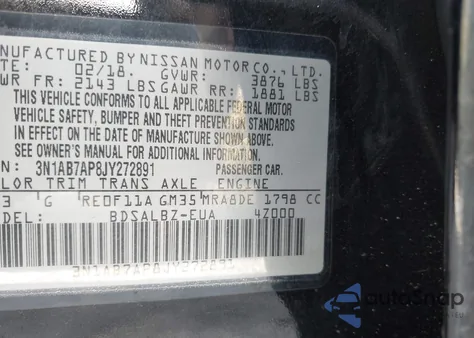 MANUFACTURED BY NISSAN MOTOR CO., LTD.
TE: 02/18. GVWR: 3876 LBS
WR FR: 2143 LBS GAWR RR: 1881 LBS
THIS VEHICLE CONFORMS TO ALL APPLICABLE FEDERAL MOTOR
VEHICLE SAFETY, BUMPER AND THEFT PREVENTION STANDARDS
IN EFFECT ON THE DATE OF MANUFACTURE SHOWN ABOVE.
SEE OWNER'S MANUAL FOR ADDITIONAL INFORMATION
N: 3N1AB7AP8JY272891 PASSENGER CAR.
LOR TRIM TRANS AXLE, ENGINE
3 G RE0F11A GM35 MRA8DE 1798 CC
DEL: BDSALBZ-EUA 4Z000
3N1AB7AP8JY272891
AutoSnap